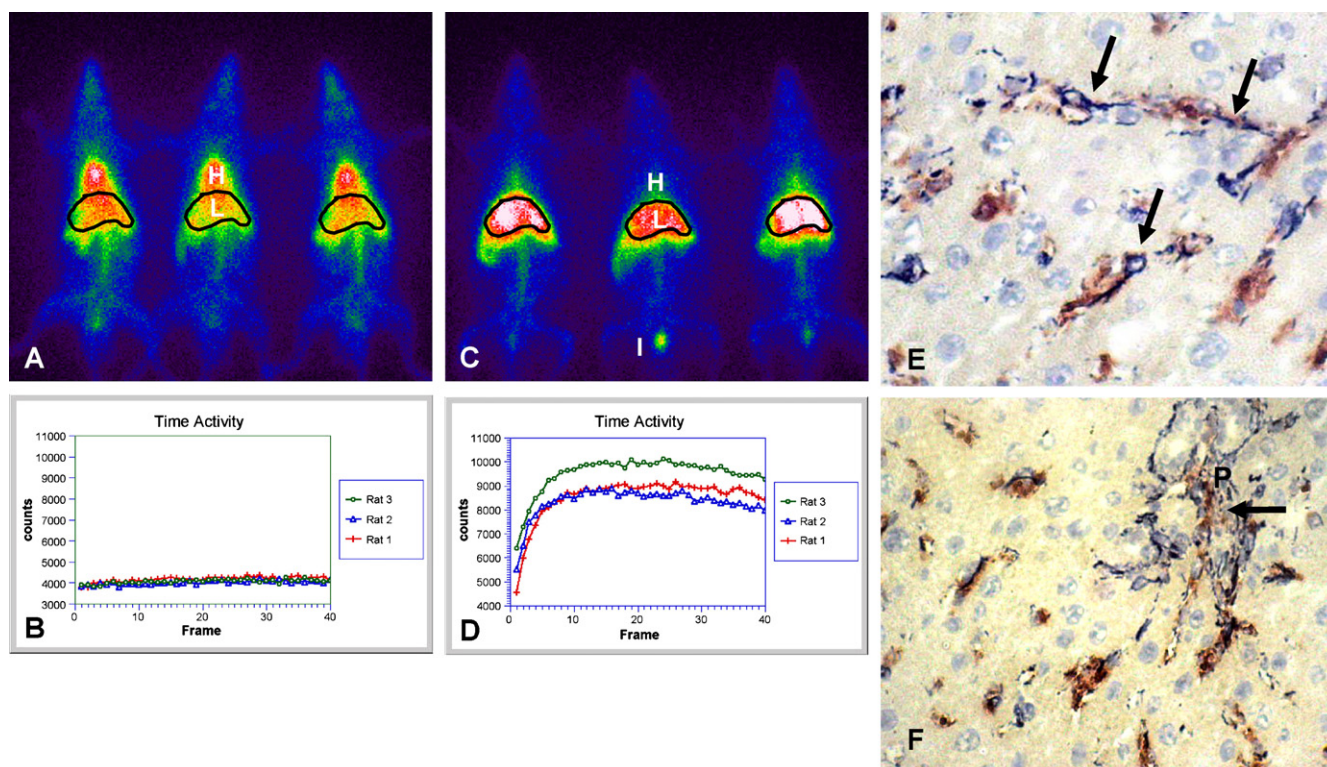 H
L
A
H
L
I
C
E
Time Activity
11000
10000
9000
8000
7000
6000
5000
4000
3000
0
10
20
30
40
counts
Frame
Rat 3
Rat 2
Rat 1
B
Time Activity
11000
10000
9000
8000
7000
6000
5000
4000
0
10
20
30
40
counts
Frame
Rat 3
Rat 2
Rat 1
D
P
F